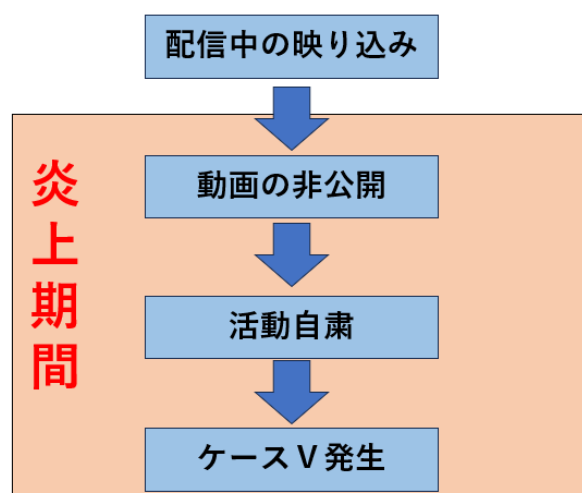 配信中の映り込み
炎上期間
動画の非公開
活動自粛
ケースＶ発生